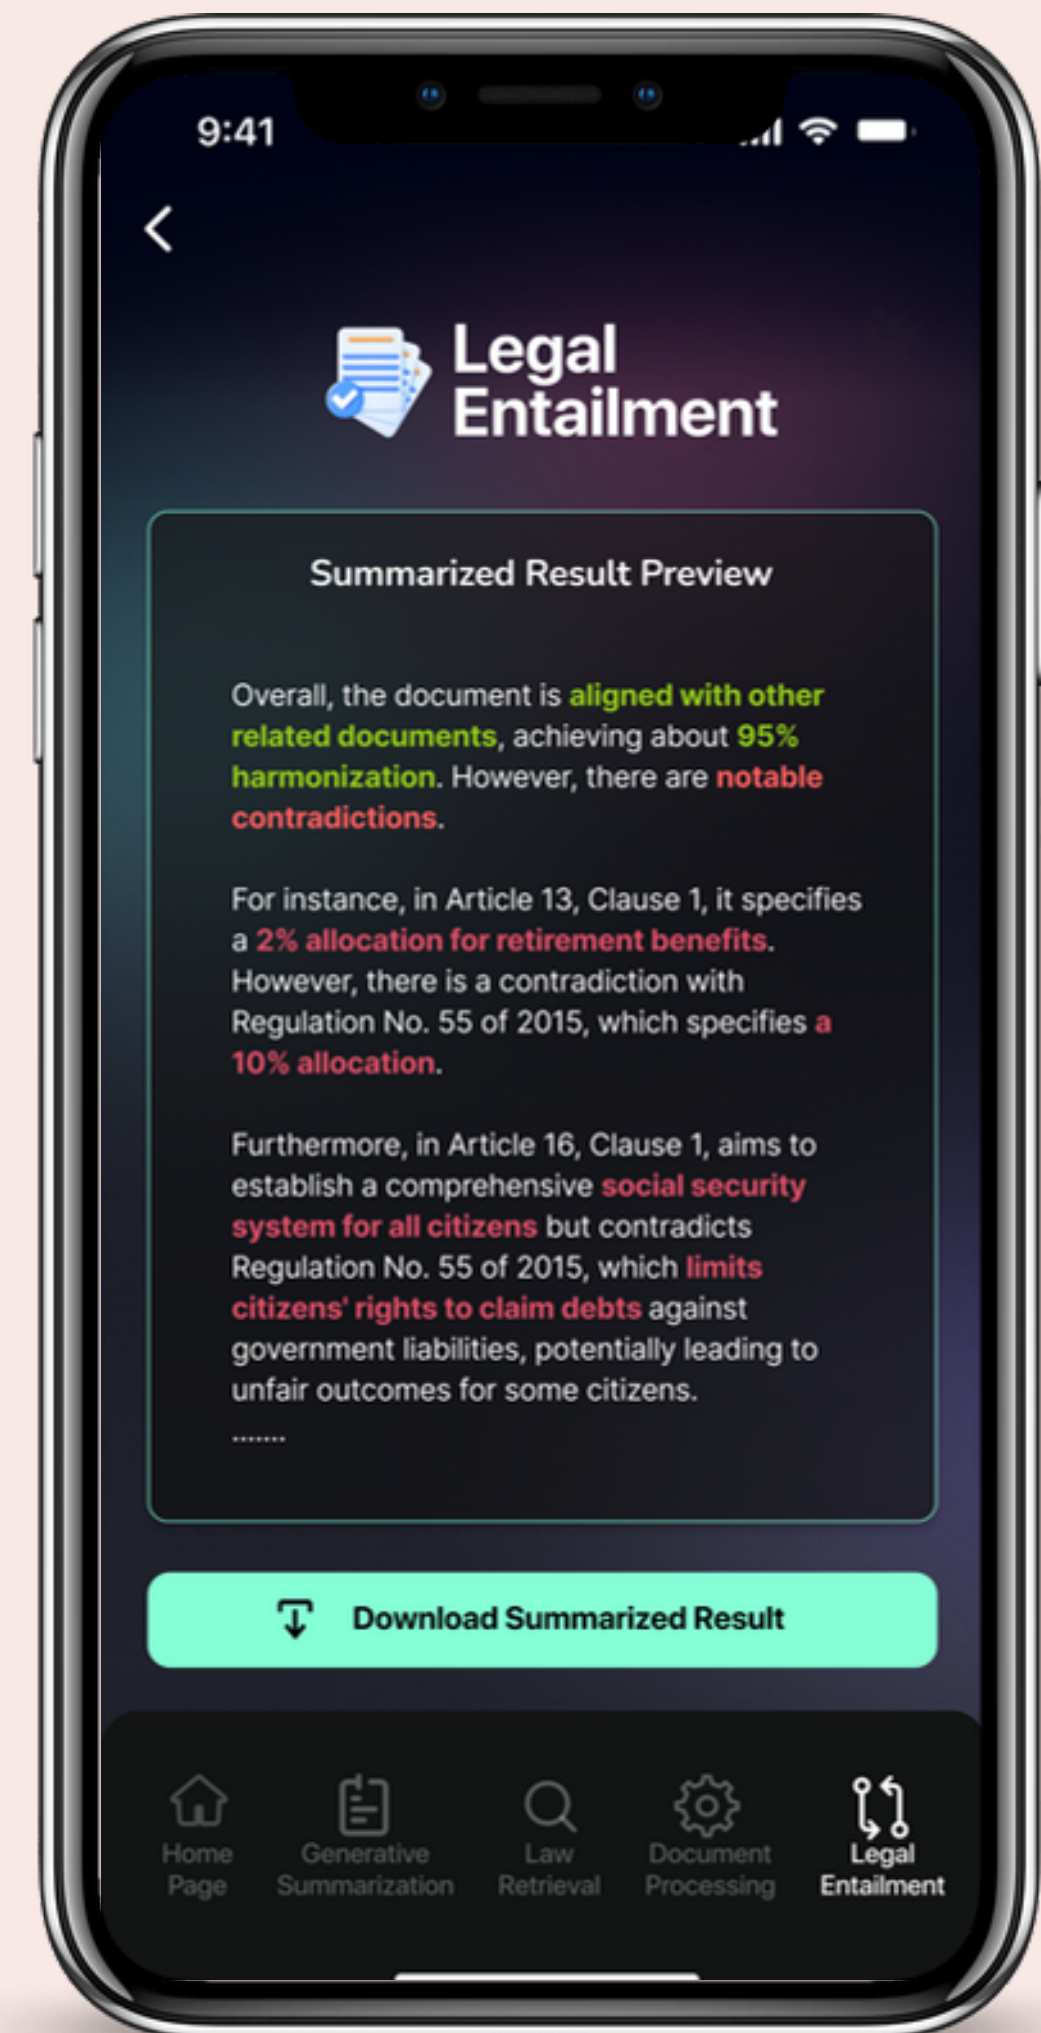 9:41
Legal
Entailment
Summarized Result Preview
Overall, the document is aligned with other
related documents, achieving about 95%
harmonization. However, there are notable
contradictions.
For instance, in Article 13, Clause 1, it specifies
a 2% allocation for retirement benefits.
However, there is a contradiction with
Regulation No. 55 of 2015, which specifies a
10% allocation.
Furthermore, in Article 16, Clause 1, aims to
establish a comprehensive social security
system for all citizens but contradicts
Regulation No. 55 of 2015, which limits
citizens' rights to claim debts against
government liabilities, potentially leading to
unfair outcomes for some citizens.
.......
Download Summarized Result
Home
Page
Generative
Summarization
Law
Retrieval
Document
Processing
Legal
Entailment